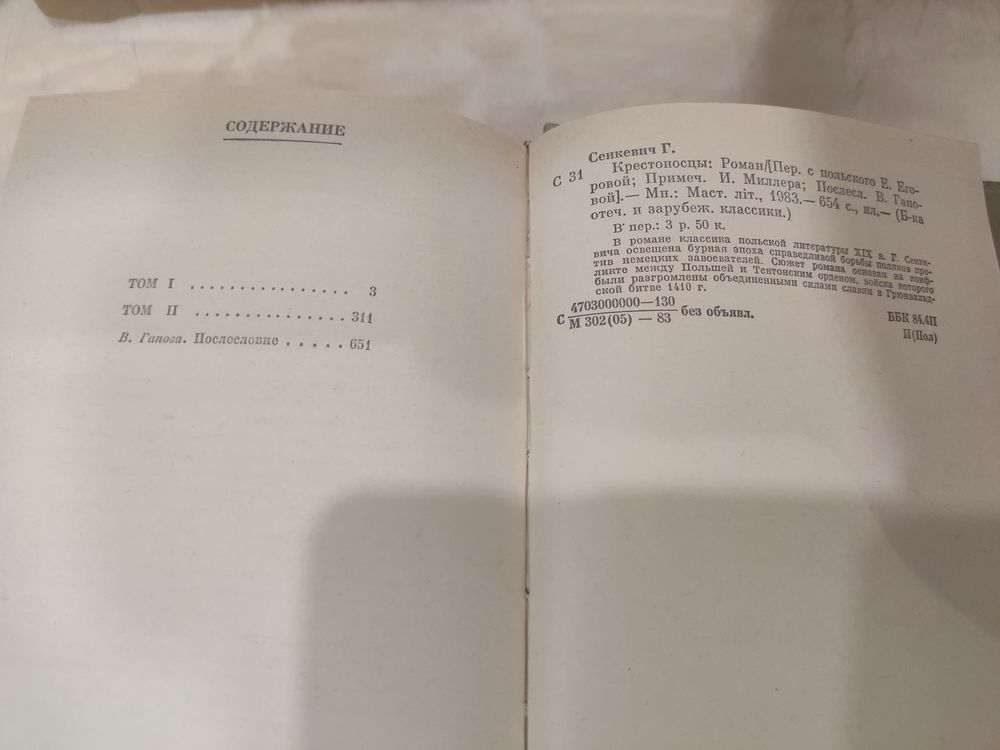 СОДЕРЖАНИЕ
ТОМ I . . . . . . . . . . . . . . . . 3
ТОМ II . . . . . . . . . . . . . . . 311
В. Гапова. Послесловие . . . . . 651
Сенкевич Г.
С 31 Крестоносцы: Роман/[Пер. с польского Е. Его-
ровой; Примеч. И. Миллера; Послесл. В. Гапо-
вой].— Мн.: Маст. літ., 1983.— 654 с., ил.— (Б-ка
отеч. и зарубеж. классики.)
В пер.: 3 р. 50 к.
В романе классика польской литературы XIX в. Г. Сенке-
вича освещена бурная эпоха справедливой борьбы поляков про-
тив немецких завоевателей. Сюжет романа основан на конф-
ликте между Польшей и Тевтонским орденом, войска которого
были разгромлены объединенными силами славян в Грюнвальд-
ской битве 1410 г.
4703000000—130
С М 302(05) — 83 без объявл.
ББК 84.4П
И(Пол)